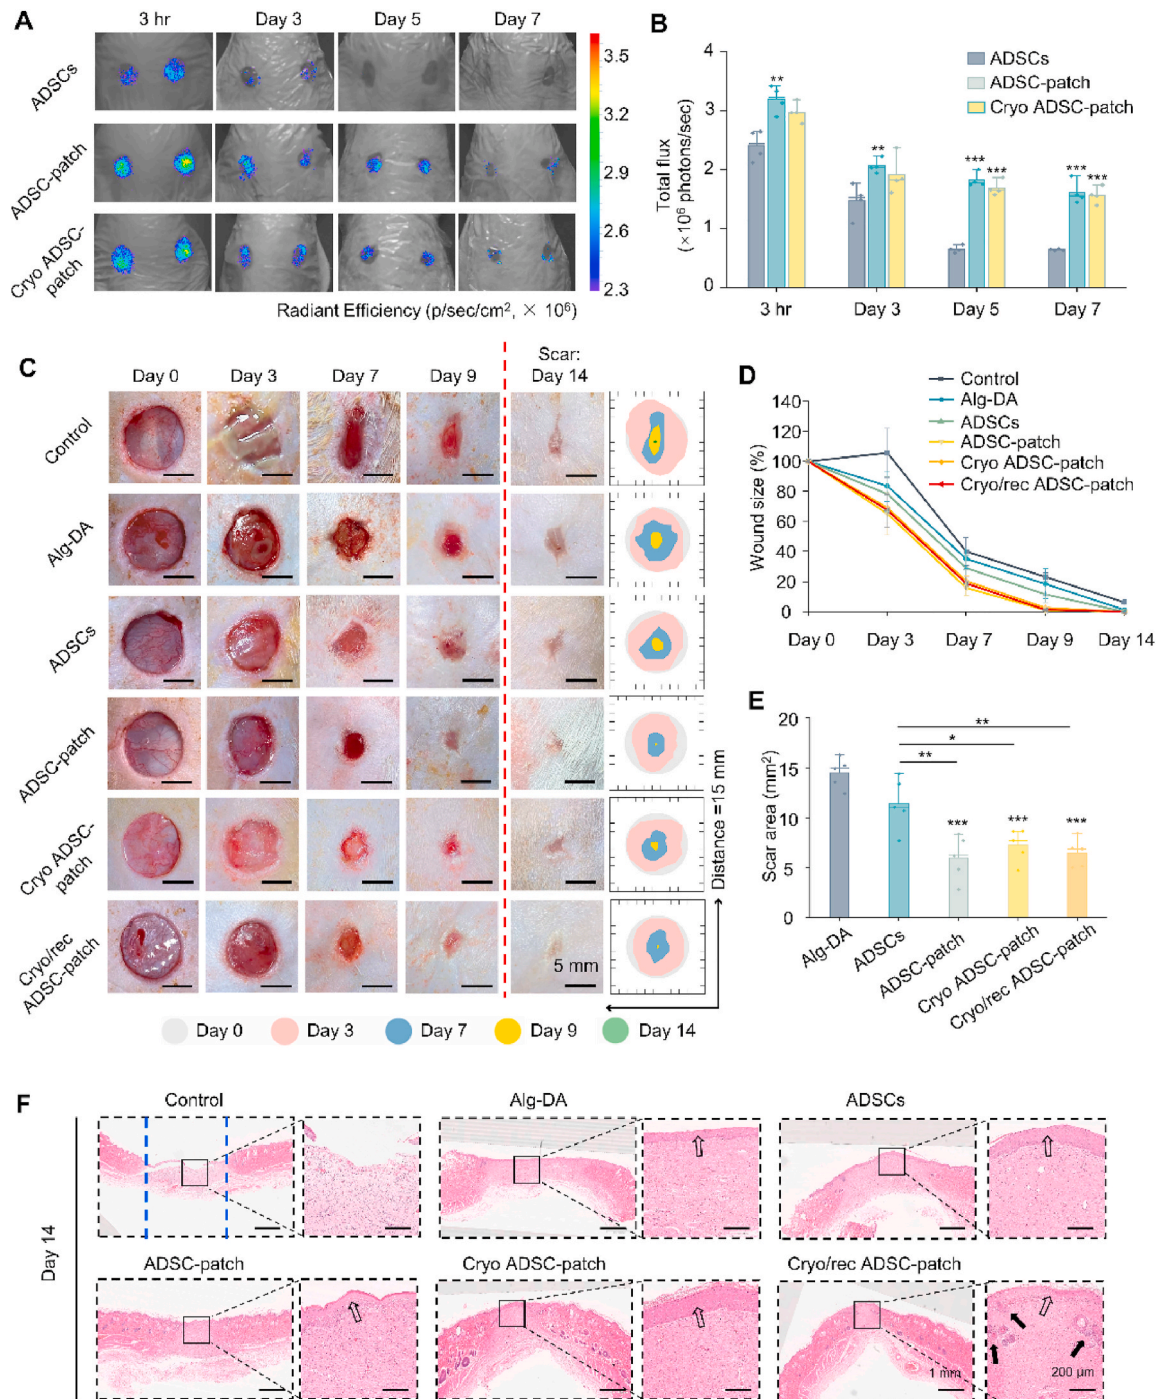 A
3 hr
Day 3
Day 5
Day 7
ADSCs
ADSC-patch
Cryo ADSC-
patch
3.5
3.2
2.9
2.6
2.3
Radiant Efficiency (p/sec/cm², × 10⁶)
B
Total flux
(×10⁶ photons/sec)
4
3
2
1
0
ADSCs
ADSC-patch
Cryo ADSC-patch
**
**
***
***
***
***
3 hr
Day 3
Day 5
Day 7
C
Day 0
Day 3
Day 7
Day 9
Scar:
Day 14
Control
Alg-DA
ADSCs
ADSC-patch
Cryo ADSC-
patch
Cryo/rec
ADSC-patch
5 mm
Distance =15 mm
Day 0
Day 3
Day 7
Day 9
Day 14
D
Wound size (%)
140
120
100
80
60
40
20
0
Control
Alg-DA
ADSCs
ADSC-patch
Cryo ADSC-patch
Cryo/rec ADSC-patch
Day 0
Day 3
Day 7
Day 9
Day 14
E
Scar area (mm²)
20
15
10
5
0
**
*
**
***
***
***
Alg-DA
ADSCs
ADSC-patch
Cryo ADSC-patch
Cryo/rec ADSC-patch
F
Day 14
Control
Alg-DA
ADSCs
ADSC-patch
Cryo ADSC-patch
Cryo/rec ADSC-patch
1 mm
200 μm